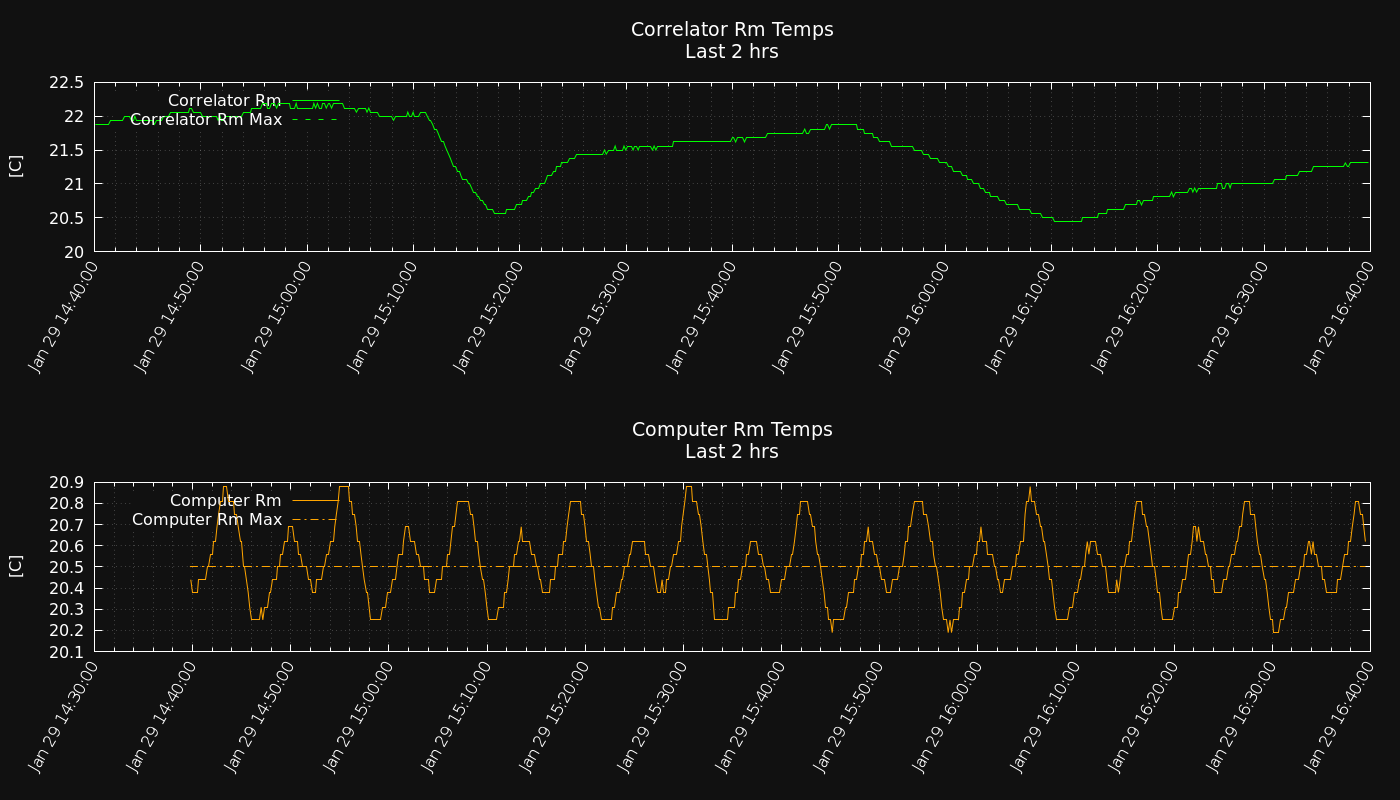 Correlator Rm Temps
Last 2 hrs
22.5
22
21.5
21
20.5
20
[C]
Correlator Rm
Correlator Rm Max
Jan 29 14:40:00
Jan 29 14:50:00
Jan 29 15:00:00
Jan 29 15:10:00
Jan 29 15:20:00
Jan 29 15:30:00
Jan 29 15:40:00
Jan 29 15:50:00
Jan 29 16:00:00
Jan 29 16:10:00
Jan 29 16:20:00
Jan 29 16:30:00
Jan 29 16:40:00
Computer Rm Temps
Last 2 hrs
20.9
20.8
20.7
20.6
20.5
20.4
20.3
20.2
20.1
[C]
Computer Rm
Computer Rm Max
Jan 29 14:30:00
Jan 29 14:40:00
Jan 29 14:50:00
Jan 29 15:00:00
Jan 29 15:10:00
Jan 29 15:20:00
Jan 29 15:30:00
Jan 29 15:40:00
Jan 29 15:50:00
Jan 29 16:00:00
Jan 29 16:10:00
Jan 29 16:20:00
Jan 29 16:30:00
Jan 29 16:40:00